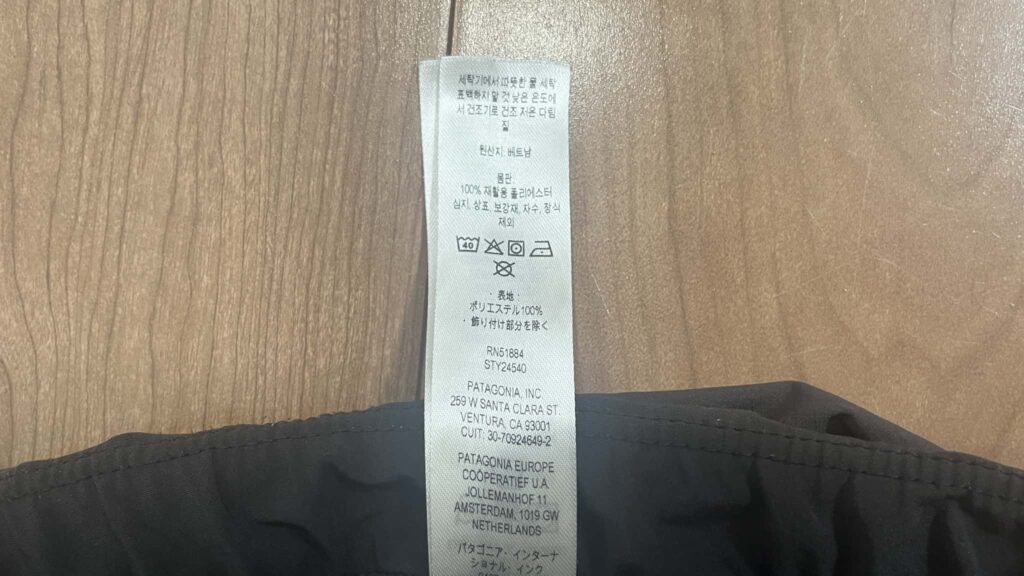 세탁기에서 따뜻한 물 세탁
표백하지 말 것 낮은 온도에
서 건조기로 건조 저온 다림
질
원산지: 베트남
몸판:
100% 재활용 폴리에스터
심지, 상표, 보강재, 자수, 장식
제외
40
・表地：
ポリエステル100%
・飾り付け部分を除く
RN51884
STY24540
PATAGONIA, INC.
259 W SANTA CLARA ST.
VENTURA, CA 93001
CUIT: 30-70924649-2
PATAGONIA EUROPE
COOPERATIEF U.A.
JOLLEMANHOF 11
AMSTERDAM, 1019 GW
NETHERLANDS
パタゴニア・インターナ
ショナル・インク